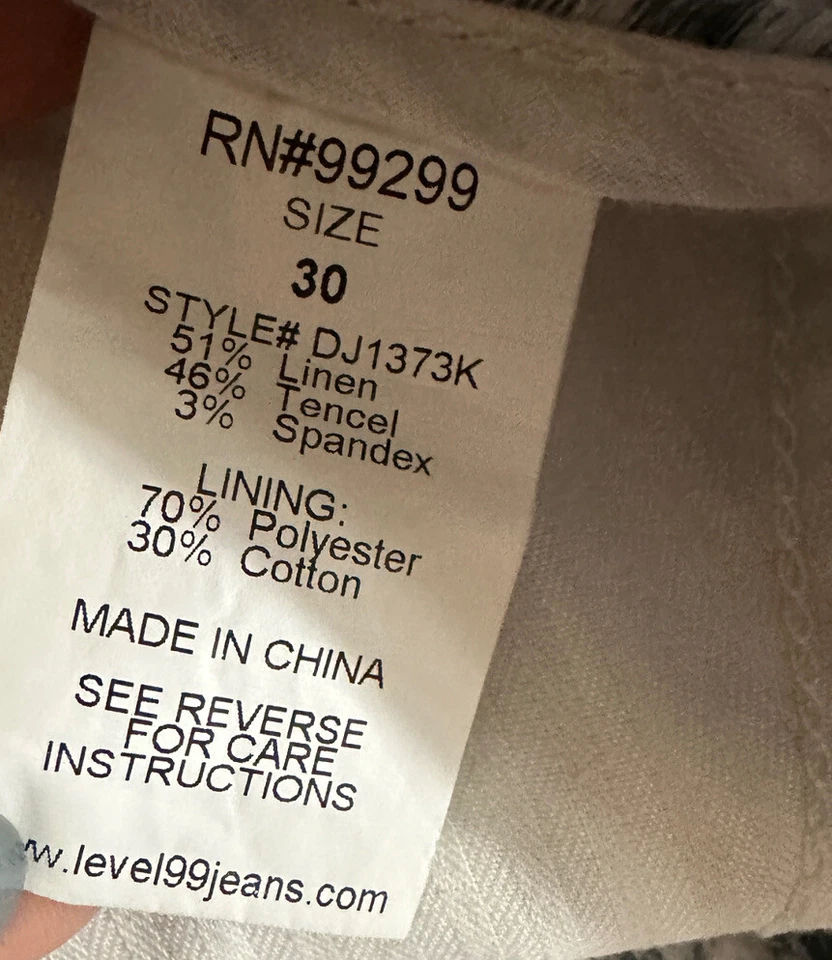 RN#99299
SIZE
30
STYLE# DJ1373K
51% Linen
46% Tencel
3% Spandex
LINING:
70% Polyester
30% Cotton
MADE IN CHINA
SEE REVERSE
FOR CARE
INSTRUCTIONS
w.level99jeans.com